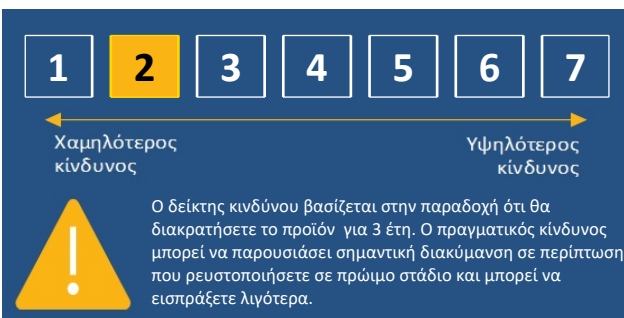 1 2 3 4 5 6 7
Χαμηλότερος κίνδυνος
Υψηλότερος κίνδυνος
Ο δείκτης κινδύνου βασίζεται στην παραδοχή ότι θα
διακρατήσετε το προϊόν για 3 έτη. Ο πραγματικός κίνδυνος
μπορεί να παρουσιάσει σημαντική διακύμανση σε περίπτωση
που ρευστοποιήσετε σε πρώιμο στάδιο και μπορεί να
εισπράξετε λιγότερα.